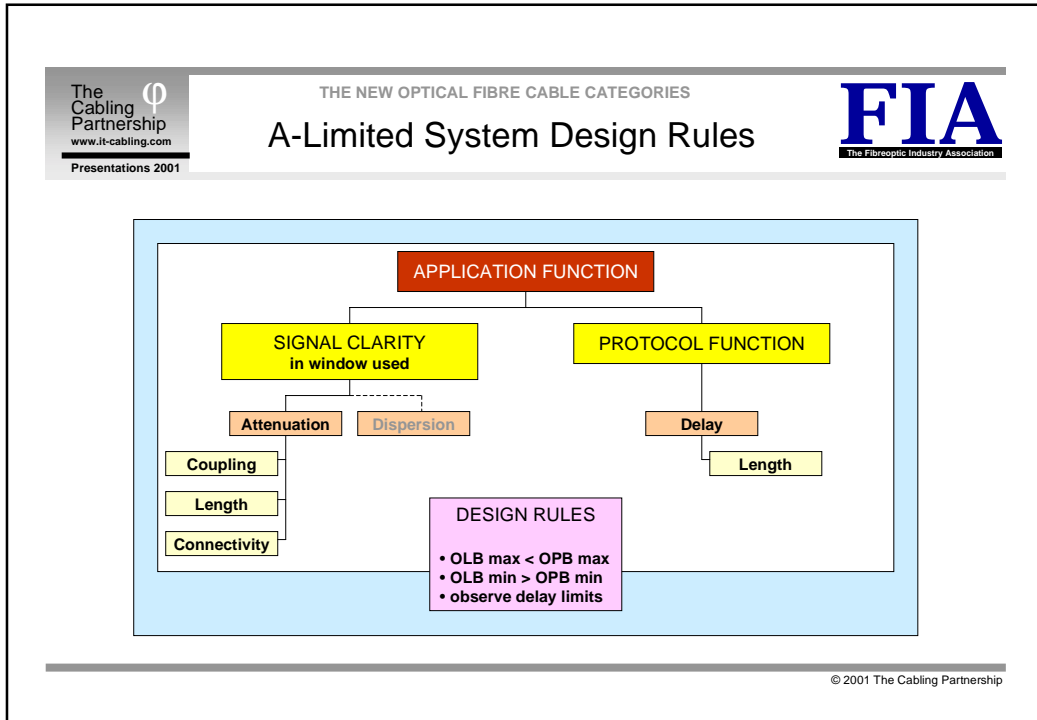 The
Cabling
Partnership
φ
www.it-cabling.com
Presentations 2001
THE NEW OPTICAL FIBRE CABLE CATEGORIES
A-Limited System Design Rules
FIA
The Fibreoptic Industry Association
APPLICATION FUNCTION
SIGNAL CLARITY
in window used
PROTOCOL FUNCTION
Attenuation
Dispersion
Delay
Coupling
Length
Length
Connectivity
DESIGN RULES
• OLB max < OPB max
• OLB min > OPB min
• observe delay limits
© 2001 The Cabling Partnership